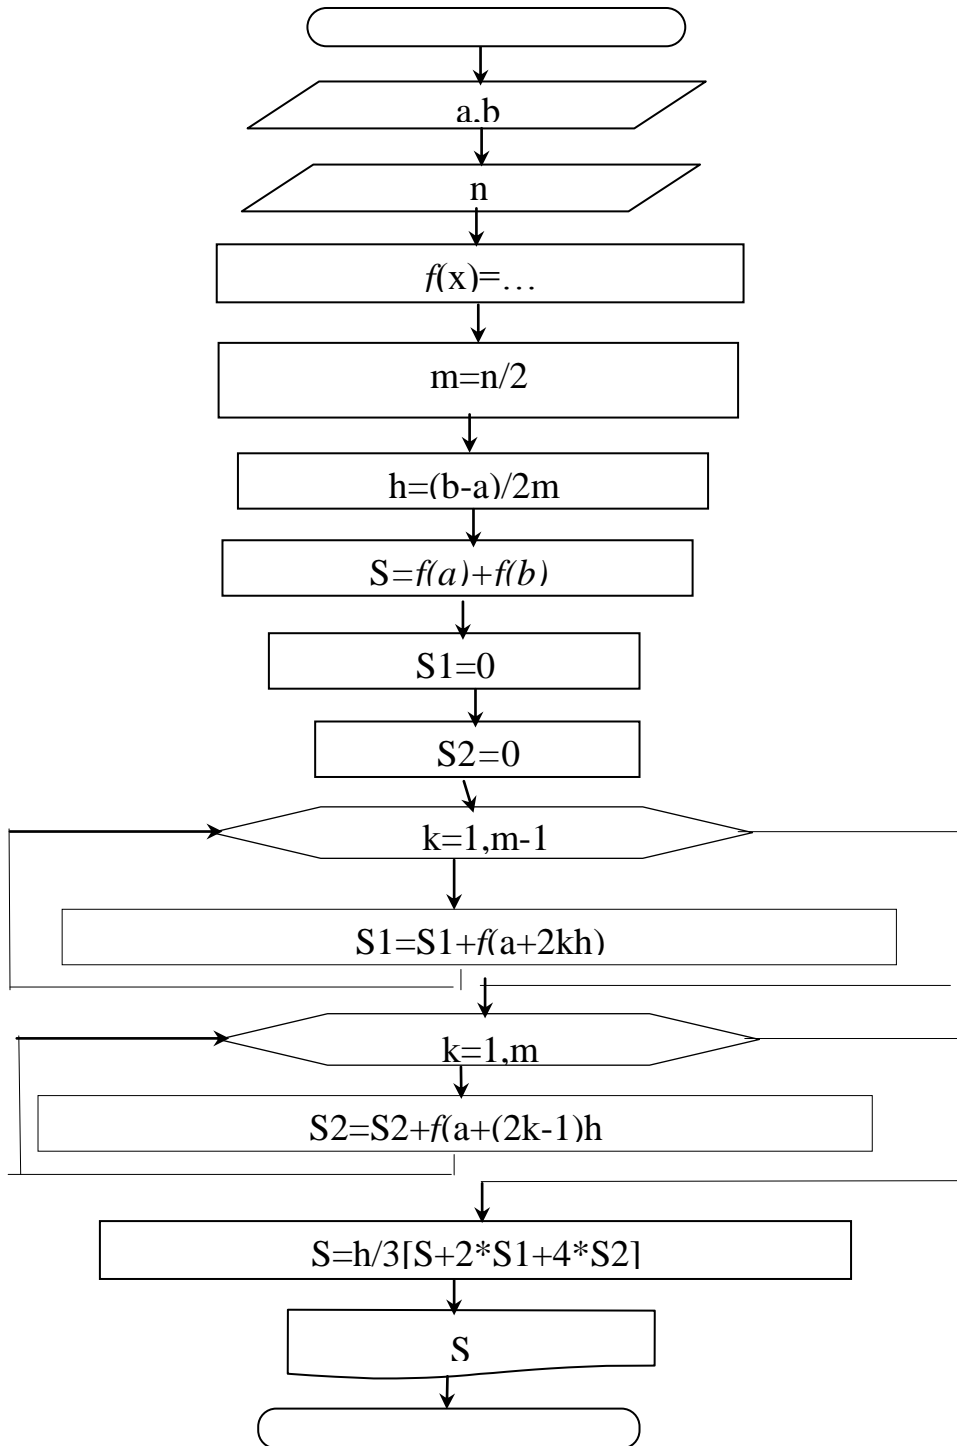 a,b
n
f(x)=…
m=n/2
h=(b-a)/2m
S=f(a)+f(b)
S1=0
S2=0
k=1,m-1
S1=S1+f(a+2kh)
k=1,m
S2=S2+f(a+(2k-1)h
S=h/3[S+2*S1+4*S2]
S